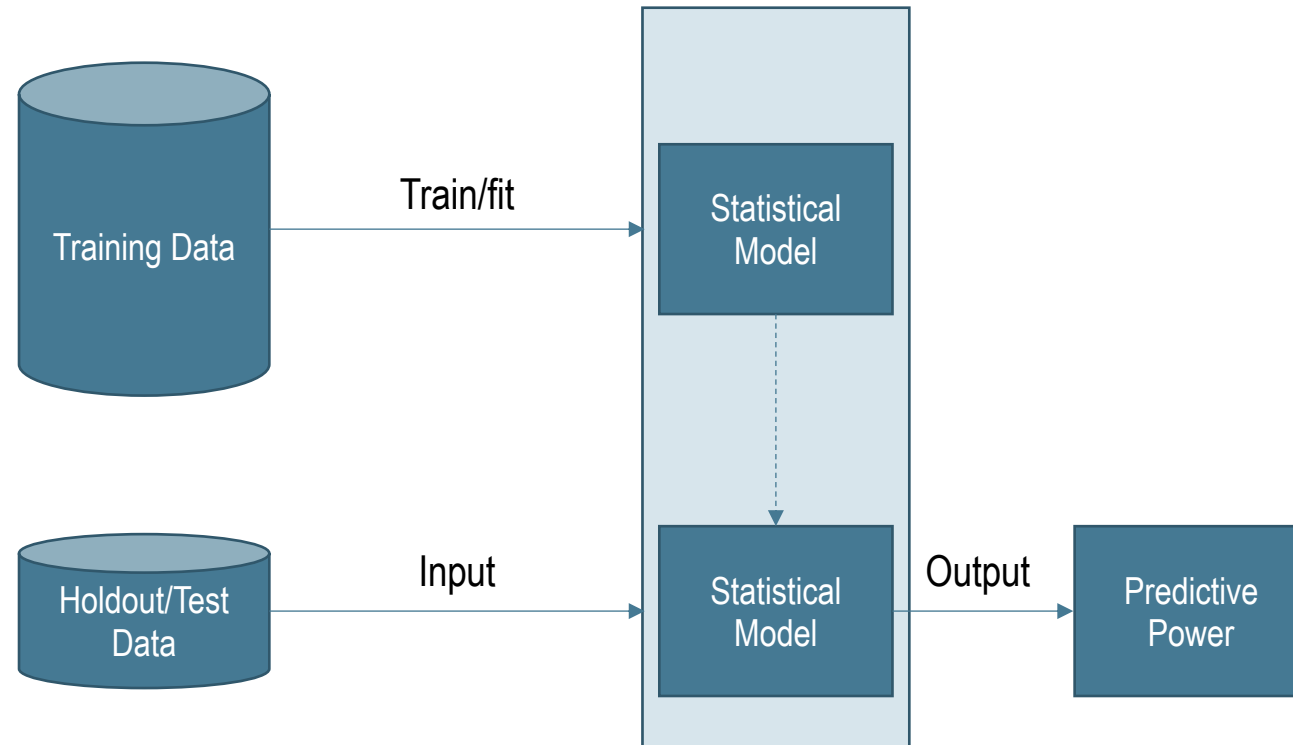 Training Data
Train/fit
Statistical
Model
Holdout/Test
Data
Input
Statistical
Model
Output
Predictive
Power